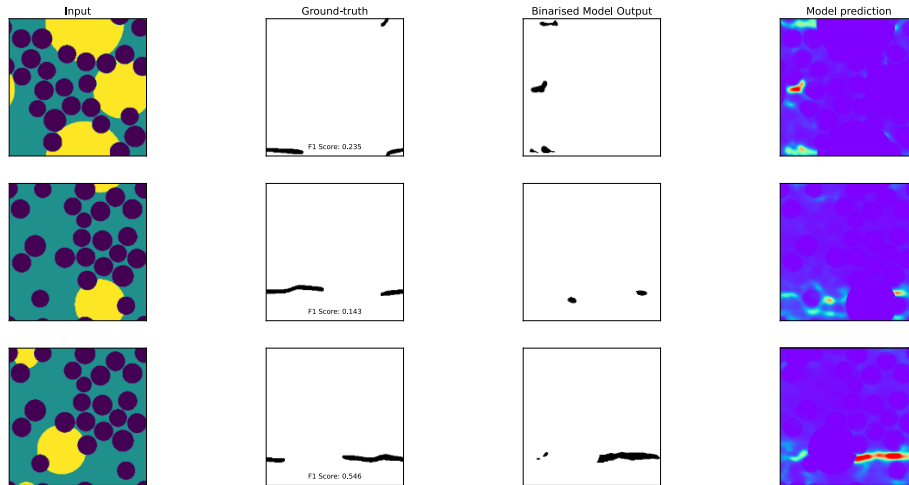 Input
Ground-truth
Binarised Model Output
Model prediction
F1 Score: 0.235
F1 Score: 0.143
F1 Score: 0.546